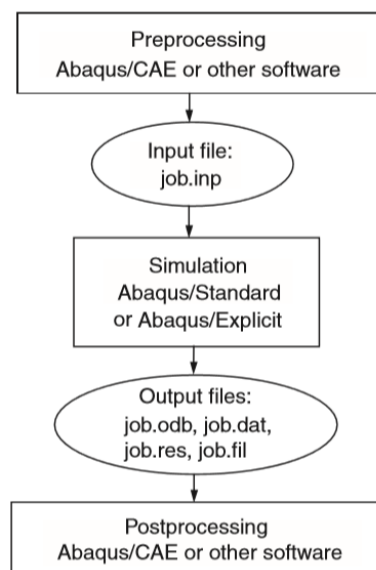 Preprocessing
Abaqus/CAE or other software
Input file:
job.inp
Simulation
Abaqus/Standard
or Abaqus/Explicit
Output files:
job.odb, job.dat,
job.res, job.fil
Postprocessing
Abaqus/CAE or other software